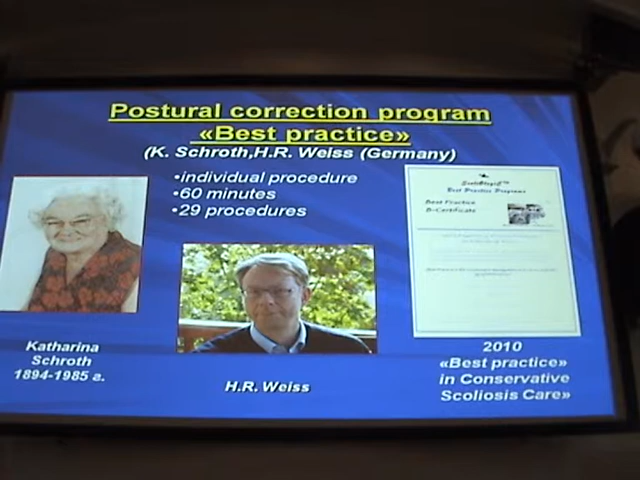 Postural correction program
«Best practice»
(K. Schroth,H.R. Weiss (Germany)
•individual procedure
•60 minutes
•29 procedures
Best Practice Programs
Best Practice
B-Certificate
Katharina
Schroth
1894-1985 г.
H.R. Weiss
2010
«Best practice»
in Conservative
Scoliosis Care»